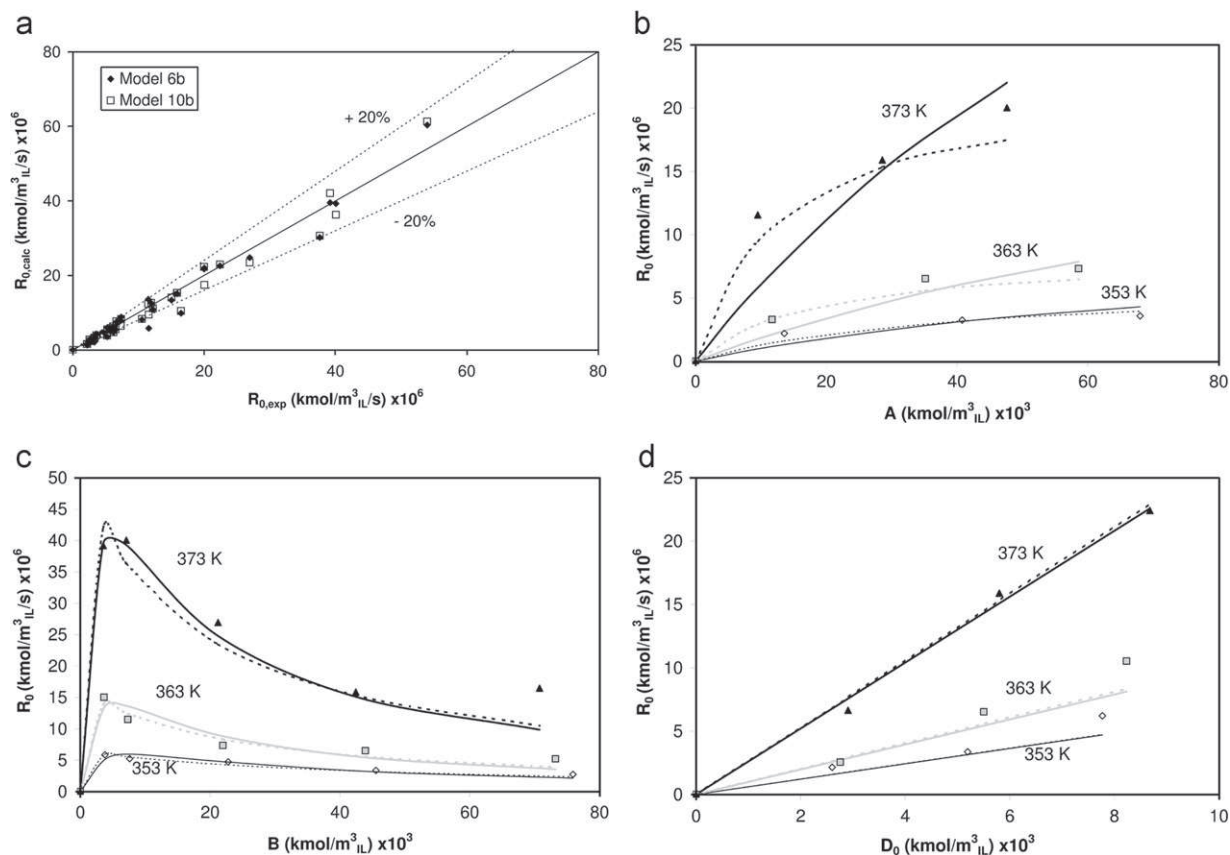 a
80
60
40
20
0
R0,calc (kmol/m3IL/s) x106
Model 6b
Model 10b
+ 20%
- 20%
0
20
40
60
80
R0,exp (kmol/m3IL/s) x106
b
25
20
15
10
5
0
R0 (kmol/m3IL/s) x106
373 K
363 K
353 K
0
20
40
60
80
A (kmol/m3IL) x103
c
50
45
40
35
30
25
20
15
10
5
0
R0 (kmol/m3IL/s) x106
373 K
363 K
353 K
0
20
40
60
80
B (kmol/m3IL) x103
d
25
20
15
10
5
0
R0 (kmol/m3IL/s) x106
373 K
363 K
353 K
0
2
4
6
8
10
D0 (kmol/m3IL) x103